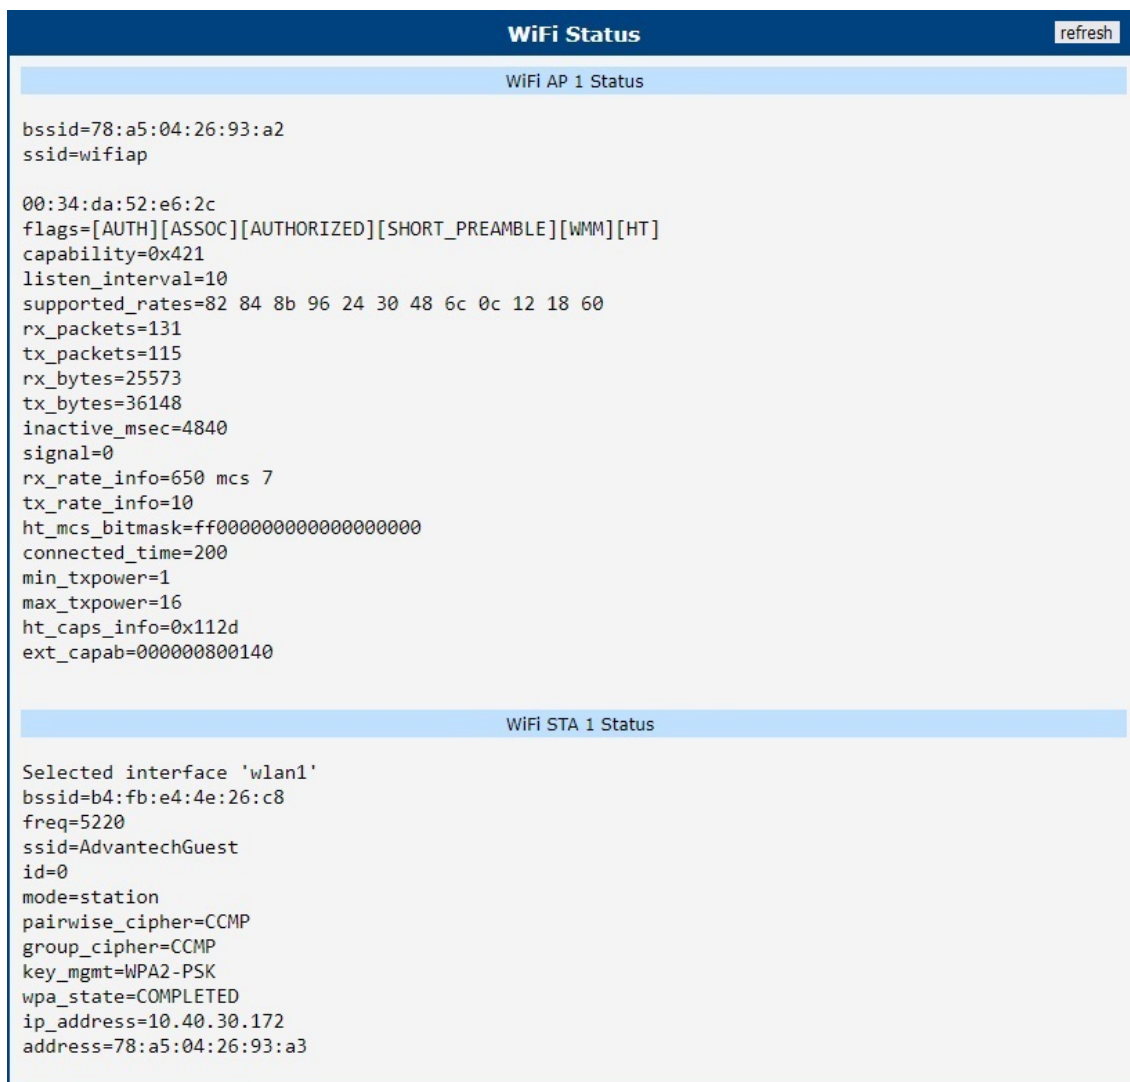 WiFi Status
refresh
WiFi AP 1 Status
bssid=78:a5:04:26:93:a2
ssid=wifiap
00:34:da:52:e6:2c
flags=[AUTH][ASSOC][AUTHORIZED][SHORT_PREAMBLE][WMM][HT]
capability=0x421
listen_interval=10
supported_rates=82 84 8b 96 24 30 48 6c 0c 12 18 60
rx_packets=131
tx_packets=115
rx_bytes=25573
tx_bytes=36148
inactive_msec=4840
signal=0
rx_rate_info=650 mcs 7
tx_rate_info=10
ht_mcs_bitmask=ff000000000000000000
connected_time=200
min_txpower=1
max_txpower=16
ht_caps_info=0x112d
ext_capab=000000800140
WiFi STA 1 Status
Selected interface 'wlan1'
bssid=b4:fb:e4:4e:26:c8
freq=5220
ssid=AdvantechGuest
id=0
mode=station
pairwise_cipher=CCMP
group_cipher=CCMP
key_mgmt=WPA2-PSK
wpa_state=COMPLETED
ip_address=10.40.30.172
address=78:a5:04:26:93:a3